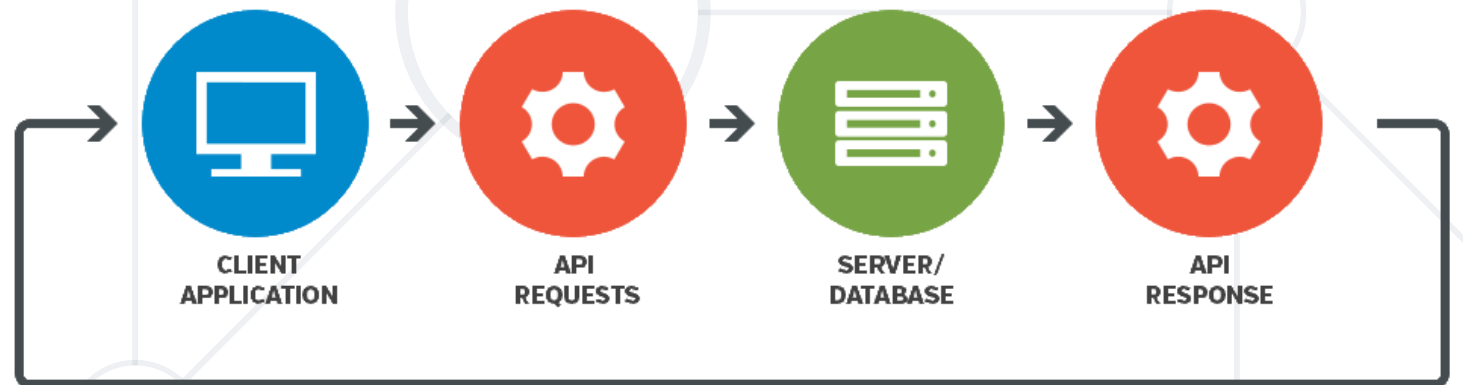 CLIENT
APPLICATION
API
REQUESTS
SERVER/
DATABASE
API
RESPONSE